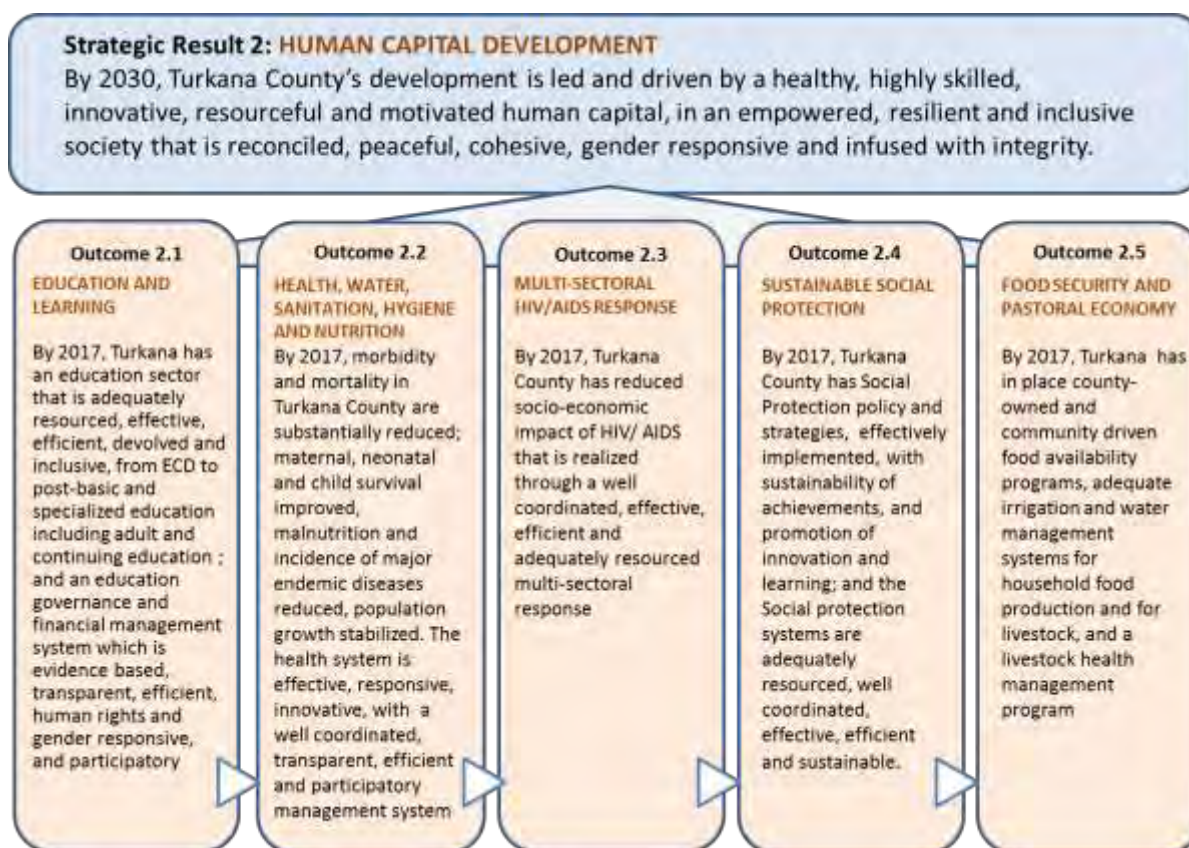 Strategic Result 2: HUMAN CAPITAL DEVELOPMENT
By 2030, Turkana County's development is led and driven by a healthy, highly skilled,
innovative, resourceful and motivated human capital, in an empowered, resilient and inclusive
society that is reconciled, peaceful, cohesive, gender responsive and infused with integrity.
Outcome 2.1
EDUCATION AND
LEARNING
By 2017, Turkana has
an education sector
that is adequately
resourced, effective,
efficient, devolved and
inclusive, from ECD to
post-basic and
specialized education
including adult and
continuing education ;
and an education
governance and
financial management
system which is
evidence based,
transparent, efficient,
human rights and
gender responsive,
and participatory
Outcome 2.2
HEALTH, WATER,
SANITATION, HYGIENE
AND NUTRITION
By 2017, morbidity
and mortality in
Turkana County are
substantially reduced;
maternal, neonatal
and child survival
improved,
malnutrition and
incidence of major
endemic diseases
reduced, population
growth stabilized. The
health system is
effective, responsive,
innovative, with a
well coordinated,
transparent, efficient
and participatory
management system
Outcome 2.3
MULTI-SECTORAL
HIV/AIDS RESPONSE
By 2017, Turkana
County has reduced
socio-economic
impact of HIV/ AIDS
that is realized
through a well
coordinated, effective,
efficient and
adequately resourced
multi-sectoral
response
Outcome 2.4
SUSTAINABLE SOCIAL
PROTECTION
By 2017, Turkana
County has Social
Protection policy and
strategies, effectively
implemented, with
sustainability of
achievements, and
promotion of
innovation and
learning; and the
Social protection
systems are
adequately
resourced, well
coordinated,
effective, efficient
and sustainable.
Outcome 2.5
FOOD SECURITY AND
PASTORAL ECONOMY
By 2017, Turkana has
in place county-
owned and
community driven
food availability
programs, adequate
irrigation and water
management
systems for
household food
production and for
livestock, and a
livestock health
management
program